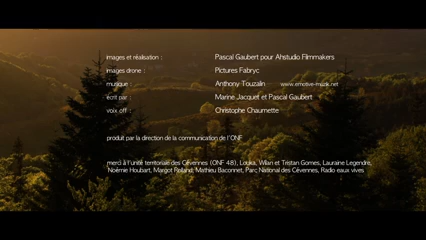 images et réalisation : Pascal Gaubert pour Ahstudio Filmmakers
images drone : Pictures Fabryc
musique : Anthony Touzalin www.emotive-muzik.net
écrit par : Marine Jacquet et Pascal Gaubert
voix off : Christophe Chaumette
produit par la direction de la communication de l'ONF
merci à l'unité territoriale des Cévennes (ONF 48), Louka, Wilan et Tristan Gomes, Lauraine Legendre,
Noémie Houbart, Margot Rolland, Mathieu Baconnet, Parc National des Cévennes, Radio eaux vives